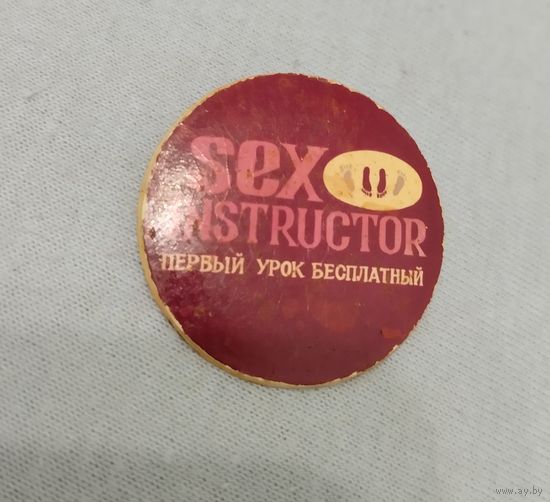 sex
INSTRUCTOR
ПЕРВЫЙ УРОК БЕСПЛАТНЫЙ
www.ay.by